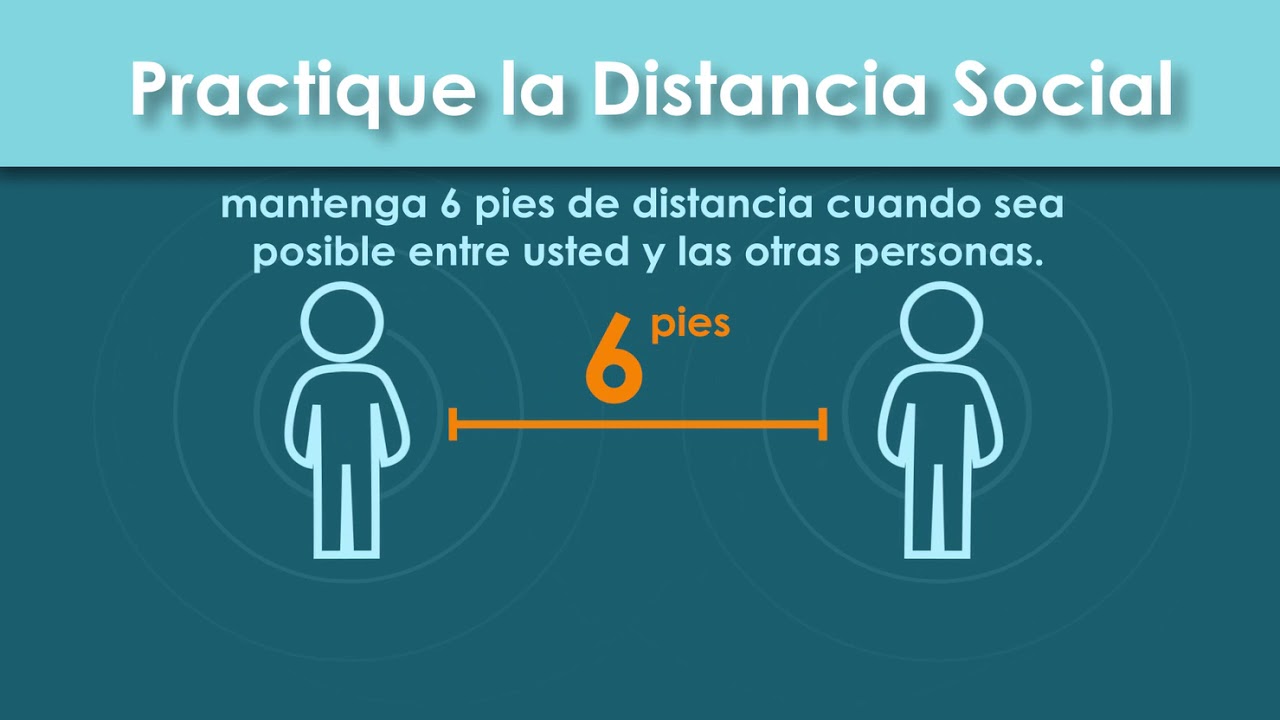 Practique la Distancia Social
mantenga 6 pies de distancia cuando sea
posible entre usted y las otras personas.
6 pies